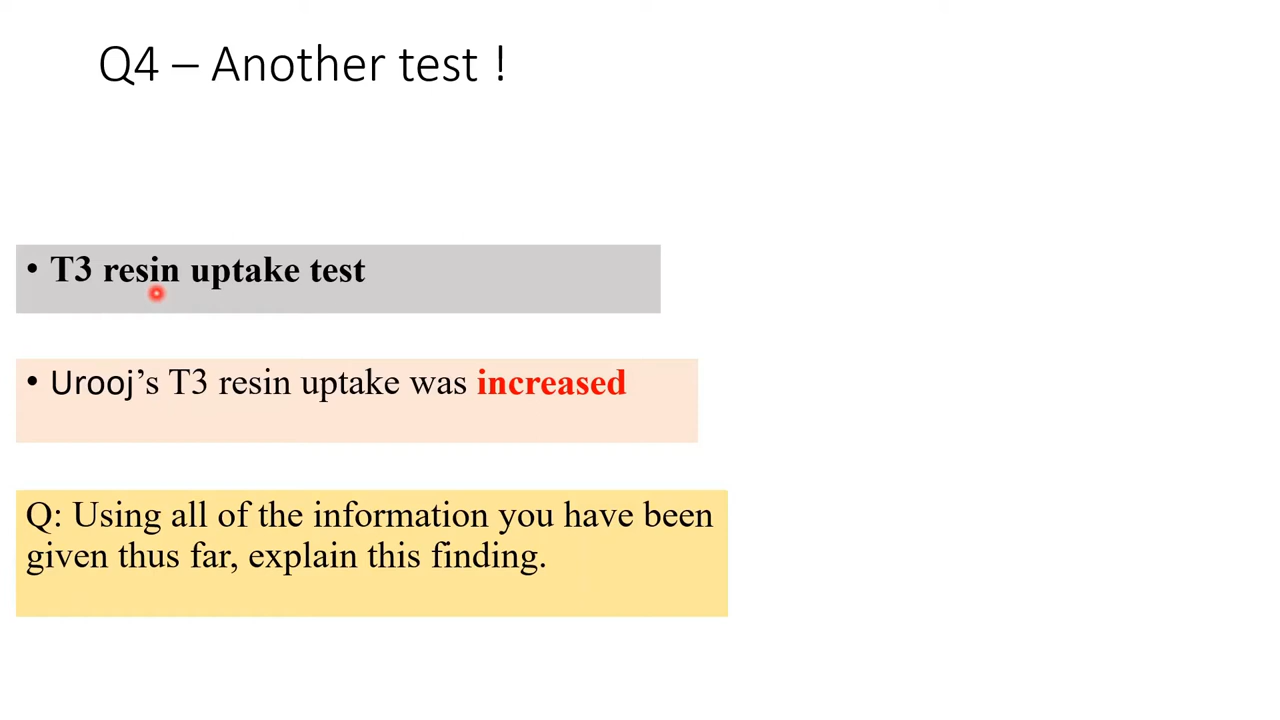 Q4 – Another test !
• T3 resin uptake test
• Urooj’s T3 resin uptake was increased
Q: Using all of the information you have been
given thus far, explain this finding.